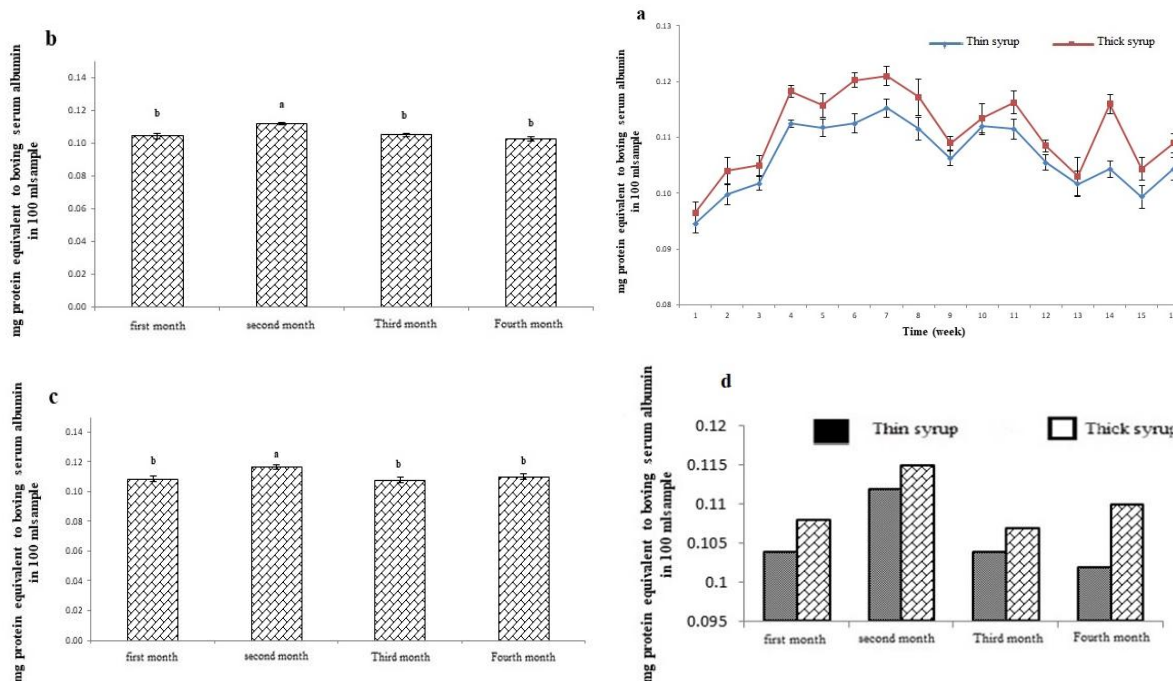 b
mg protein equivalent to boving serum albumin
in 100 mlsample
0.14
0.12
0.10
0.08
0.06
0.04
0.02
0.00
b
a
b
b
first month
second month
Third month
Fourth month
a
mg protein equivalent to boving serum albumin
in 100 mlsample
0.13
0.12
0.11
0.10
0.09
0.08
Thin syrup
Thick syrup
1 2 3 4 5 6 7 8 9 10 11 12 13 14 15
Time (week)
c
mg protein equivalent to boving serum albumin
in 100 mlsample
0.14
0.12
0.10
0.08
0.06
0.04
0.02
0.00
b
a
b
b
first month
second month
Third month
Fourth month
d
mg protein equivalent to boving serum albumin
in 100 mlsample
Thin syrup
Thick syrup
0.12
0.115
0.11
0.105
0.1
0.095
first month
second month
Third month
Fourth month